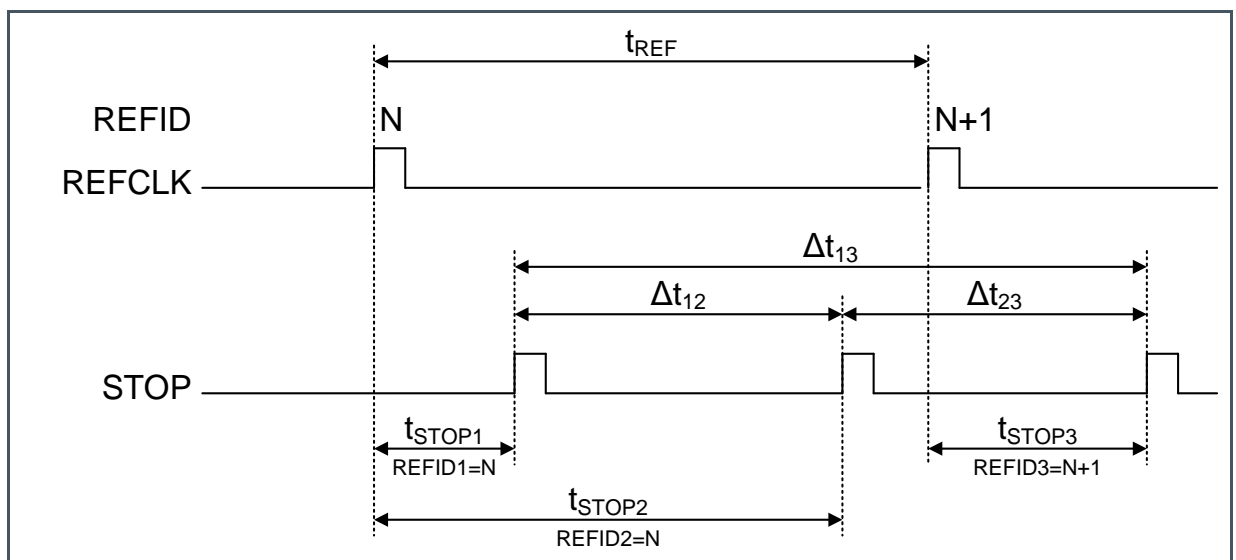 tREF
REFID N N+1
REFCLK
Δt13
Δt12 Δt23
STOP
tSTOP1 tSTOP3
REFID1=N REFID3=N+1
tSTOP2
REFID2=N